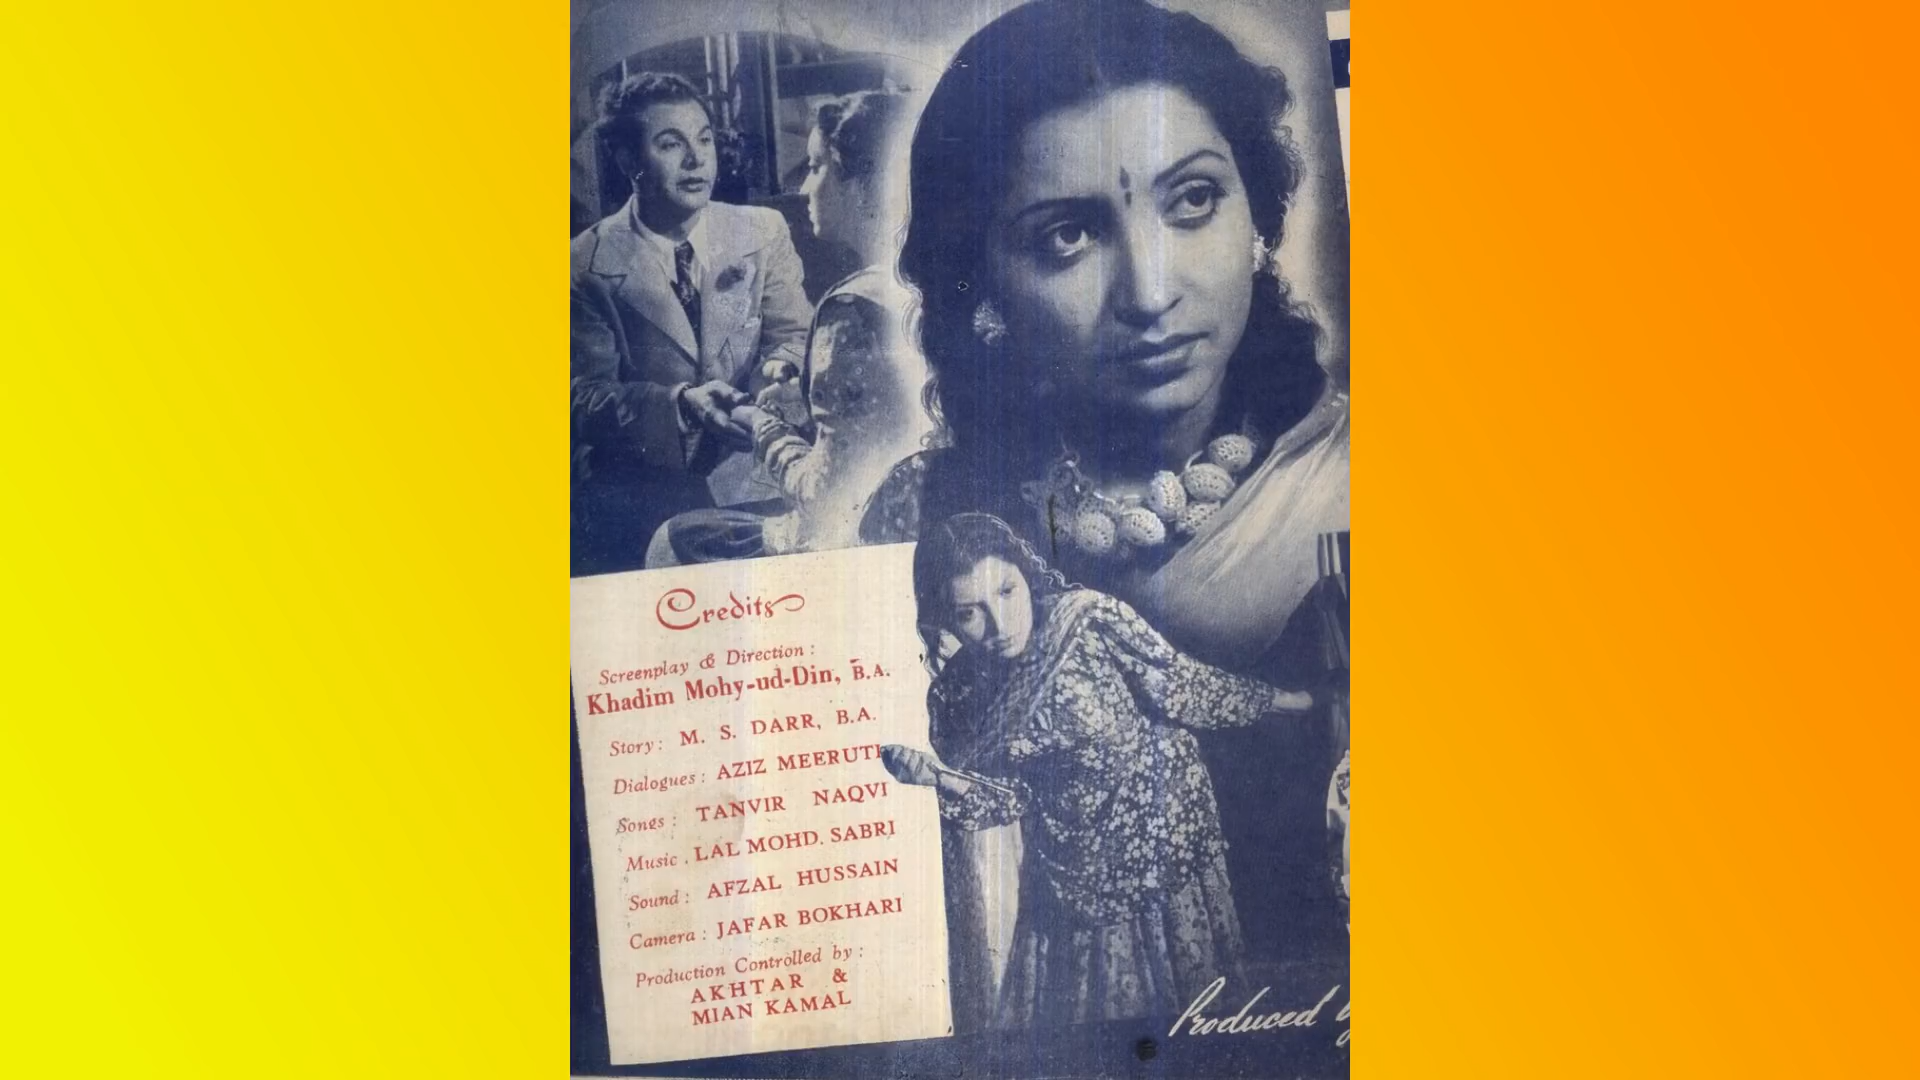 Credits
Screenplay & Direction :
Khadim Mohy-ud-Din, B.A.
Story : M. S. DARR, B.A.
Dialogues : AZIZ MEERUTI
Songs : TANVIR NAQVI
Music . LAL MOHD. SABRI
Sound : AFZAL HUSSAIN
Camera : JAFAR BOKHARI
Production Controlled by :
AKHTAR &
MIAN KAMAL
Produced